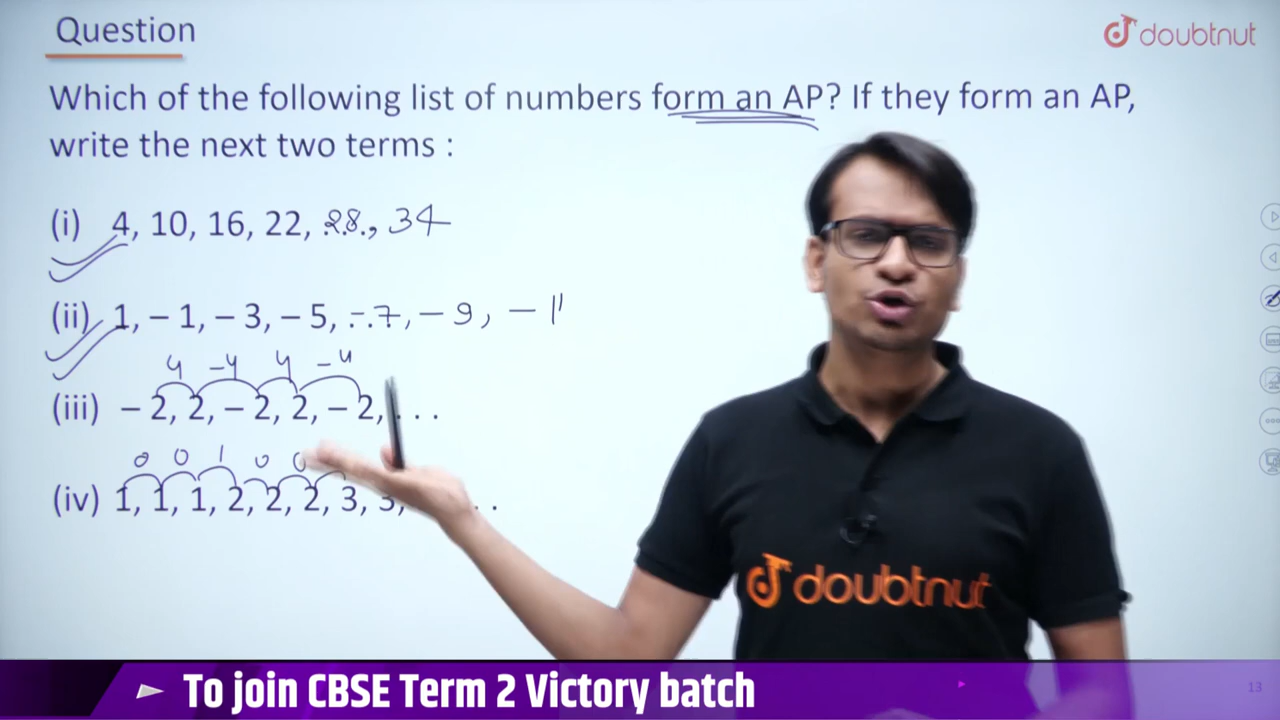 Question
doubtnut
Which of the following list of numbers form an AP? If they form an AP,
write the next two terms :
(i) 4, 10, 16, 22, 28, 34
(ii) 1, – 1, – 3, – 5, – 7, – 9, – 11
4 –4 4 –4
(iii) – 2, 2, – 2, 2, – 2, . . .
0 0 1 0 0
(iv) 1, 1, 1, 2, 2, 2, 3, 3, . .
doubtnut
To join CBSE Term 2 Victory batch
13